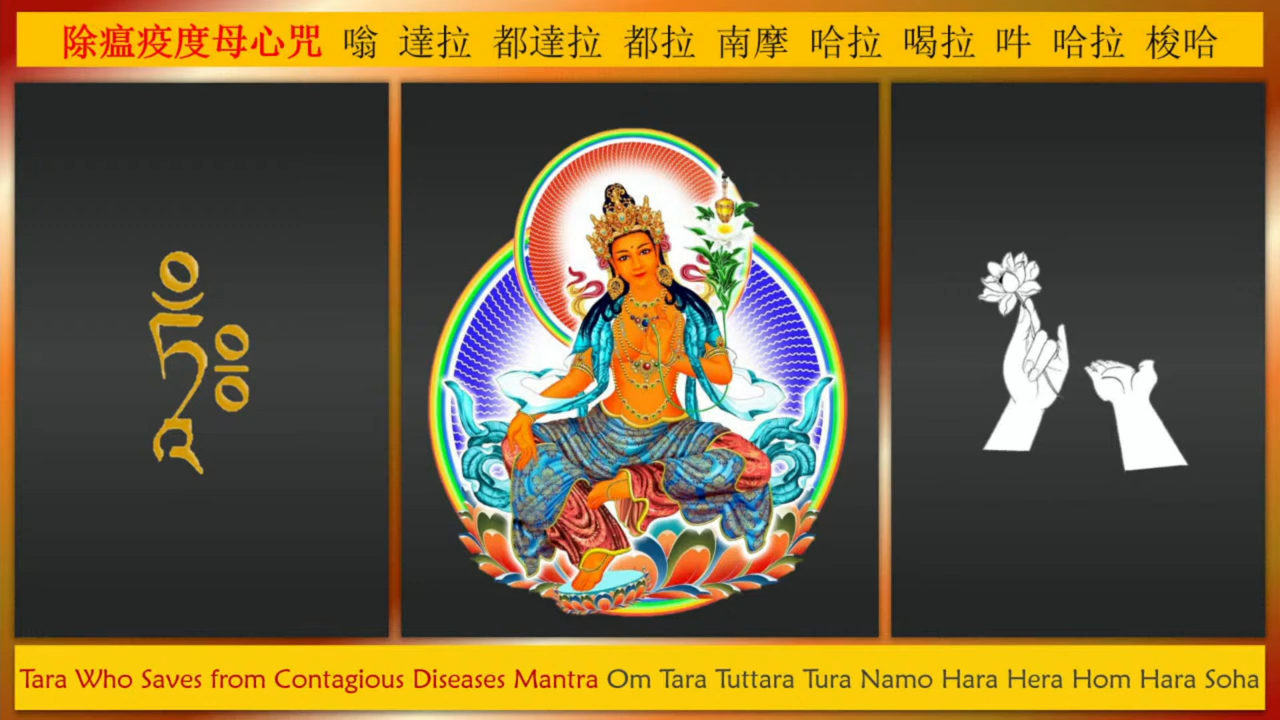 除瘟疫度母心咒 嗡 達拉 都達拉 都拉 南摩 哈拉 喝拉 吽 哈拉 梭哈
Tara Who Saves from Contagious Diseases Mantra Om Tara Tuttara Tura Namo Hara Hera Hom Hara Soha